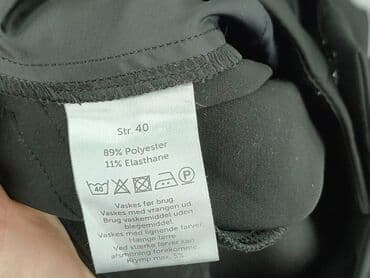 Str. 40
89% Polyester
11% Elasthane
40 P
Vaskes før brug
Vaskes med vrangen ud
Brug vaskemiddel uden
blegemiddel
Vaskes med lignende farver
Hænge tørre
Ved stærke farver kan
afsmitning forekomme.
Krymp max. 5%